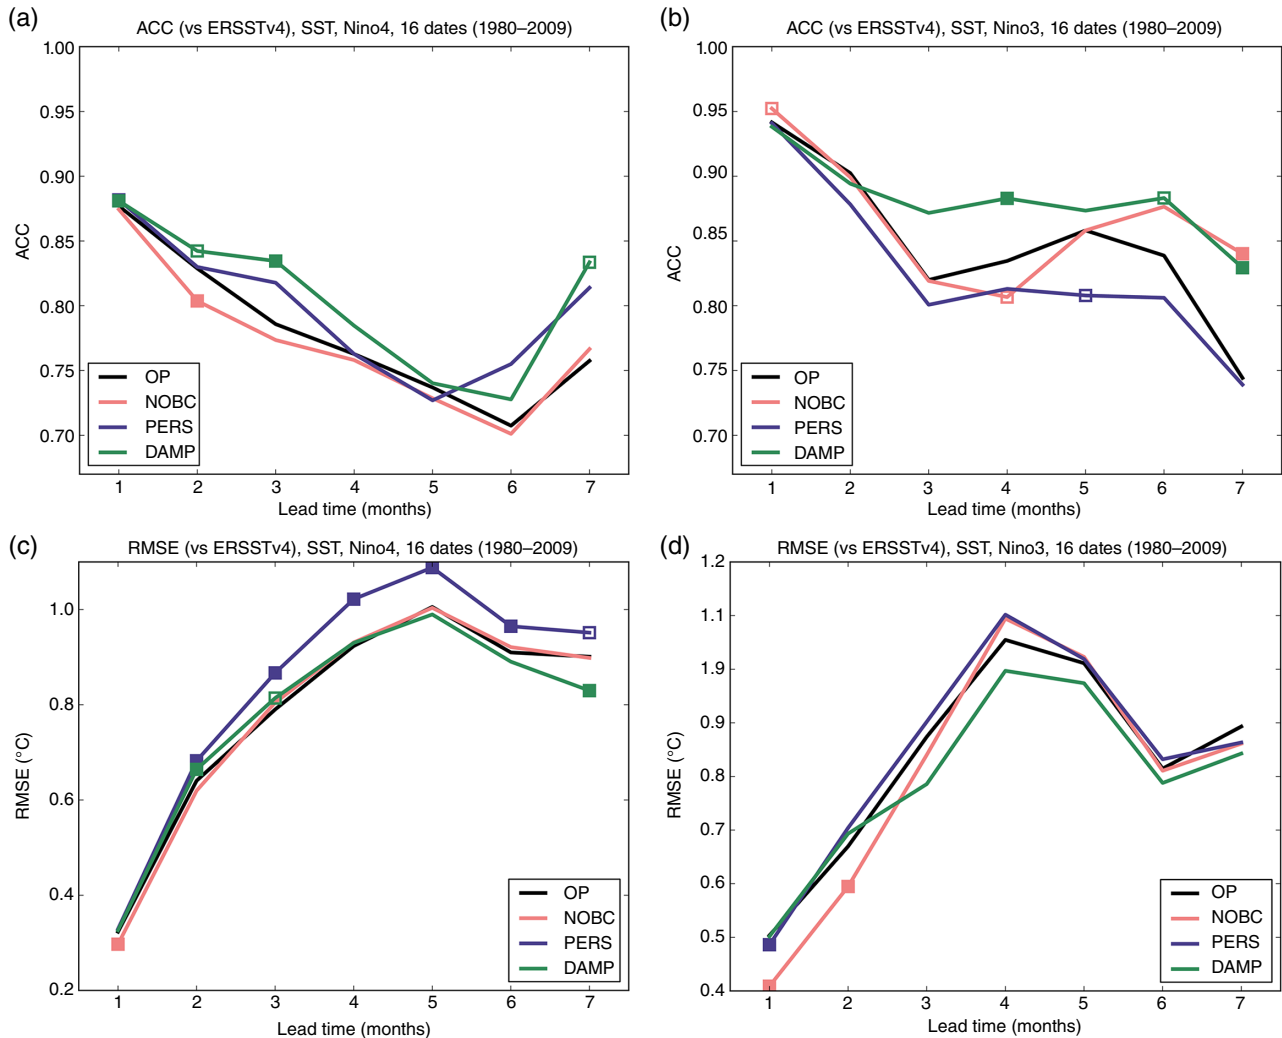 (a)
ACC (vs ERSSTv4), SST, Nino4, 16 dates (1980–2009)
1.00
0.95
0.90
0.85
0.80
0.75
0.70
ACC
OP
NOBC
PERS
DAMP
1 2 3 4 5 6 7
Lead time (months)
(b)
ACC (vs ERSSTv4), SST, Nino3, 16 dates (1980–2009)
1.00
0.95
0.90
0.85
0.80
0.75
0.70
ACC
OP
NOBC
PERS
DAMP
1 2 3 4 5 6 7
Lead time (months)
(c)
RMSE (vs ERSSTv4), SST, Nino4, 16 dates (1980–2009)
1.0
0.8
0.6
0.4
0.2
RMSE (°C)
OP
NOBC
PERS
DAMP
1 2 3 4 5 6 7
Lead time (months)
(d)
RMSE (vs ERSSTv4), SST, Nino3, 16 dates (1980–2009)
1.2
1.1
1.9
0.9
0.8
0.7
0.6
0.5
0.4
RMSE (°C)
OP
NOBC
PERS
DAMP
1 2 3 4 5 6 7
Lead time (months)